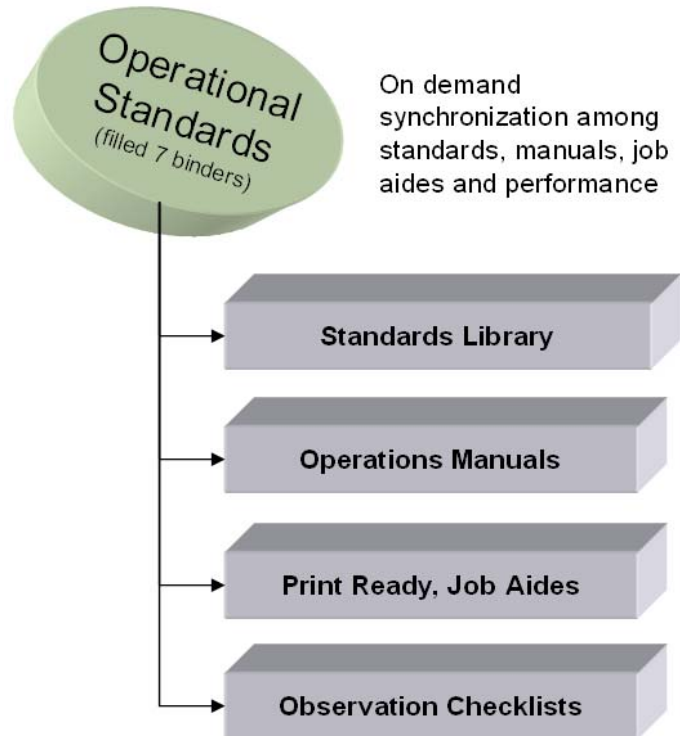 Operational
Standards
(filled 7 binders)
On demand
synchronization among
standards, manuals, job
aides and performance
Standards Library
Operations Manuals
Print Ready, Job Aides
Observation Checklists